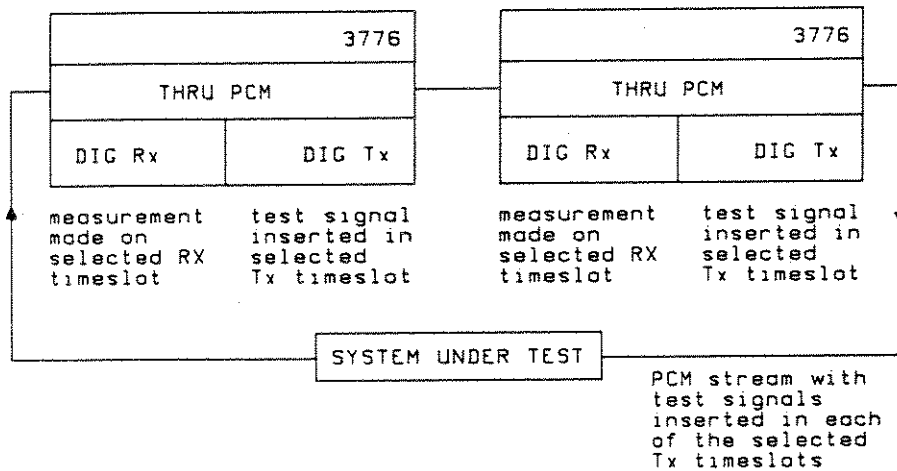 3776
THRU PCM
DIG Rx
DIG Tx
measurement
made on
selected RX
timeslot
test signal
inserted in
selected
Tx timeslot
3776
THRU PCM
DIG Rx
DIG Tx
measurement
made on
selected RX
timeslot
test signal
inserted in
selected
Tx timeslot
SYSTEM UNDER TEST
PCM stream with
test signals
inserted in each
of the selected
Tx timeslots